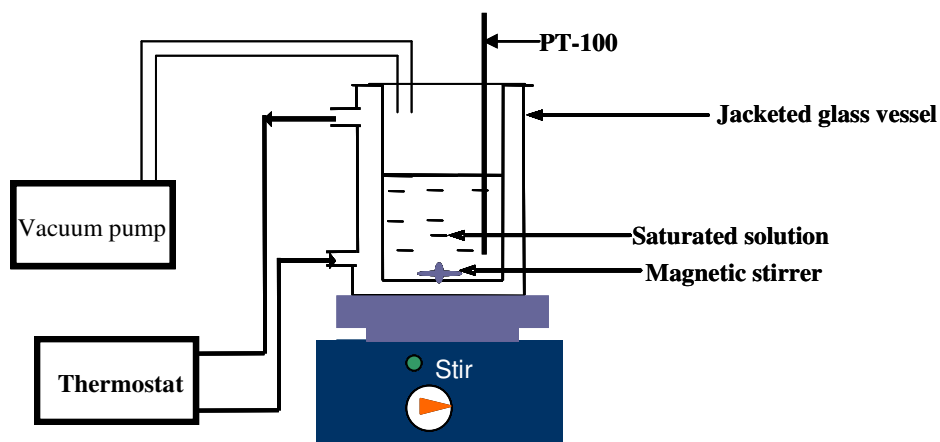 PT-100
Jacketed glass vessel
Vacuum pump
Saturated solution
Magnetic stirrer
Thermostat
Stir